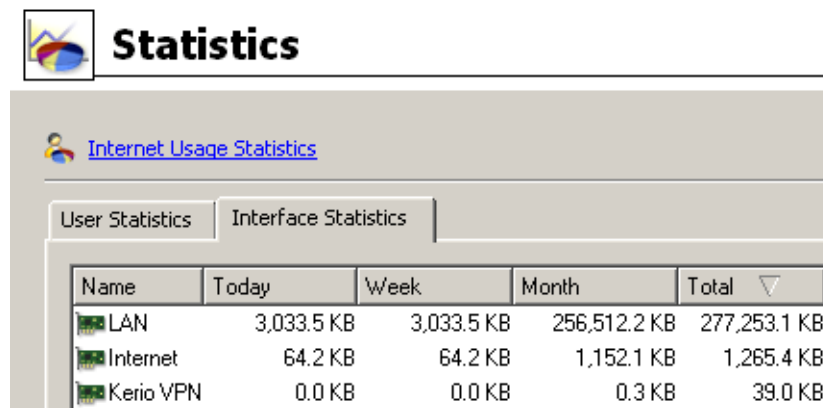 Statistics
Internet Usage Statistics
User Statistics Interface Statistics
Name Today Week Month Total
LAN 3,033.5 KB 3,033.5 KB 256,512.2 KB 277,253.1 KB
Internet 64.2 KB 64.2 KB 1,152.1 KB 1,265.4 KB
Kerio VPN 0.0 KB 0.0 KB 0.3 KB 39.0 KB